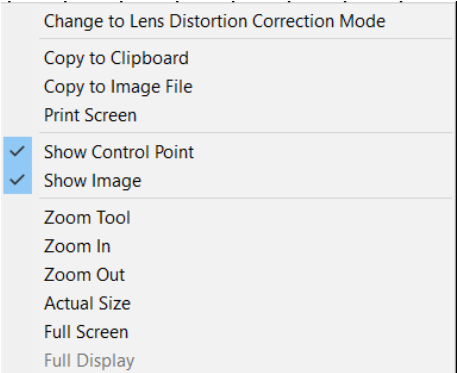 Change to Lens Distortion Correction Mode
Copy to Clipboard
Copy to Image File
Print Screen
Show Control Point
Show Image
Zoom Tool
Zoom In
Zoom Out
Actual Size
Full Screen
Full Display